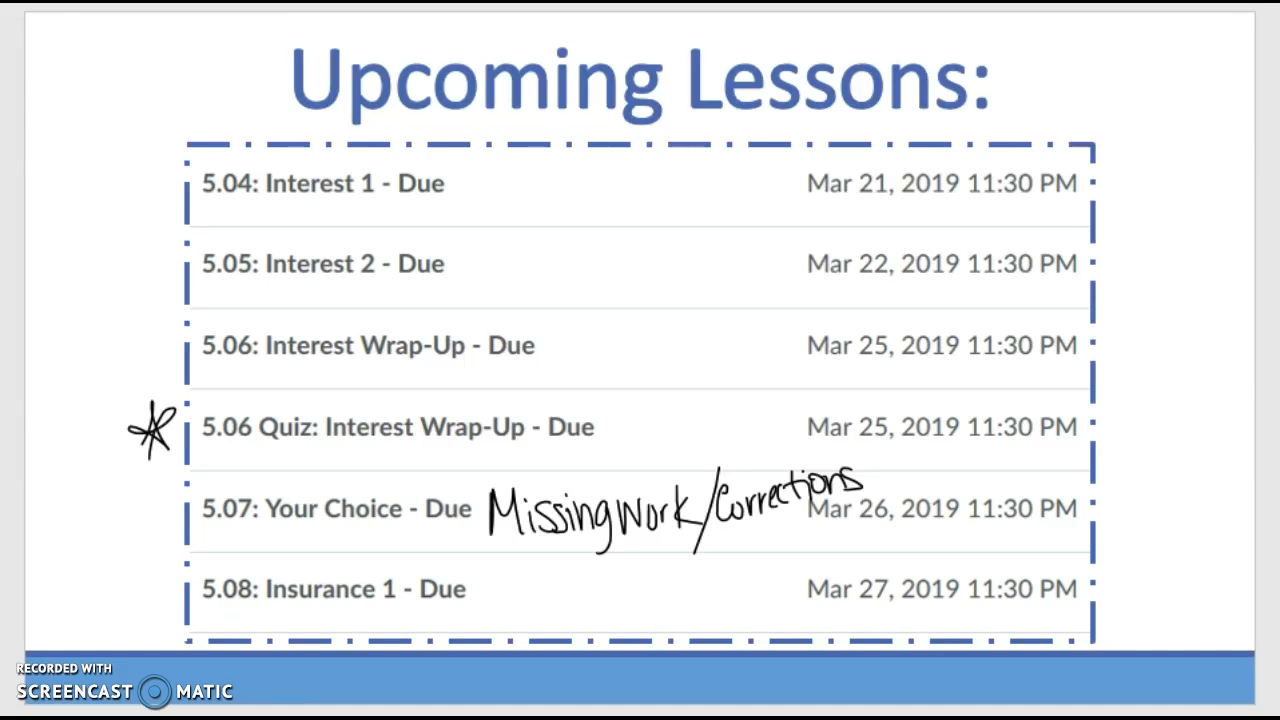 Upcoming Lessons:
5.04: Interest 1 - Due Mar 21, 2019 11:30 PM
5.05: Interest 2 - Due Mar 22, 2019 11:30 PM
5.06: Interest Wrap-Up - Due Mar 25, 2019 11:30 PM
5.06 Quiz: Interest Wrap-Up - Due Mar 25, 2019 11:30 PM
5.07: Your Choice - Due Missing Work/Corrections Mar 26, 2019 11:30 PM
5.08: Insurance 1 - Due Mar 27, 2019 11:30 PM
RECORDED WITH
SCREENCAST MATIC